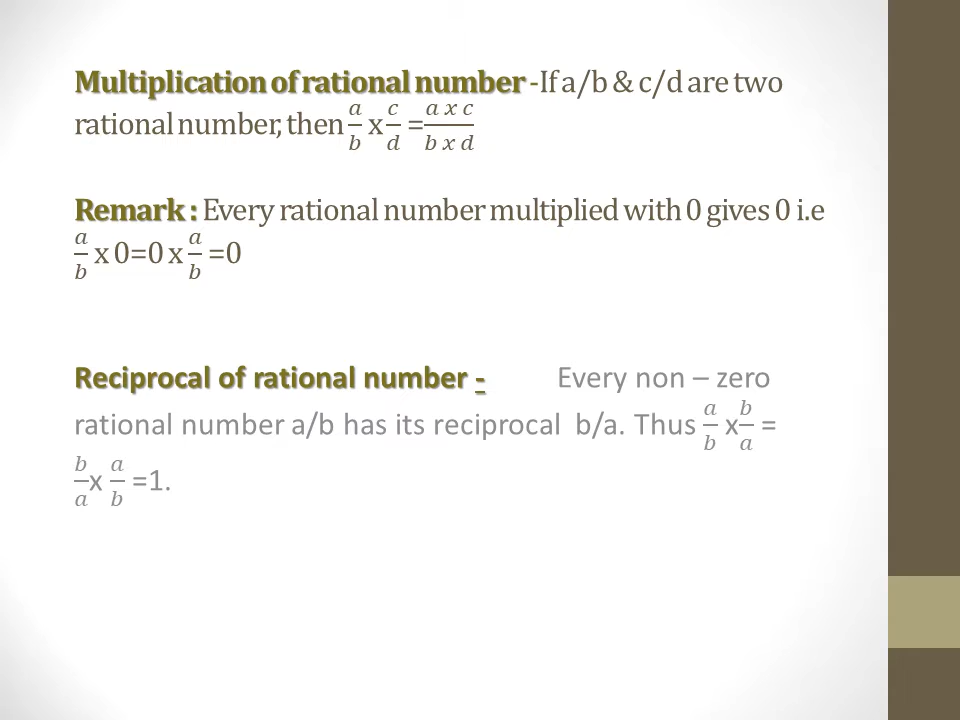 Multiplication of rational number -If a/b & c/d are two
rational number, then a/b x c/d = a x c/b x d
Remark : Every rational number multiplied with 0 gives 0 i.e
a/b x 0=0 x a/b =0
Reciprocal of rational number - Every non – zero
rational number a/b has its reciprocal b/a. Thus a/b x b/a =
b/a x a/b =1.